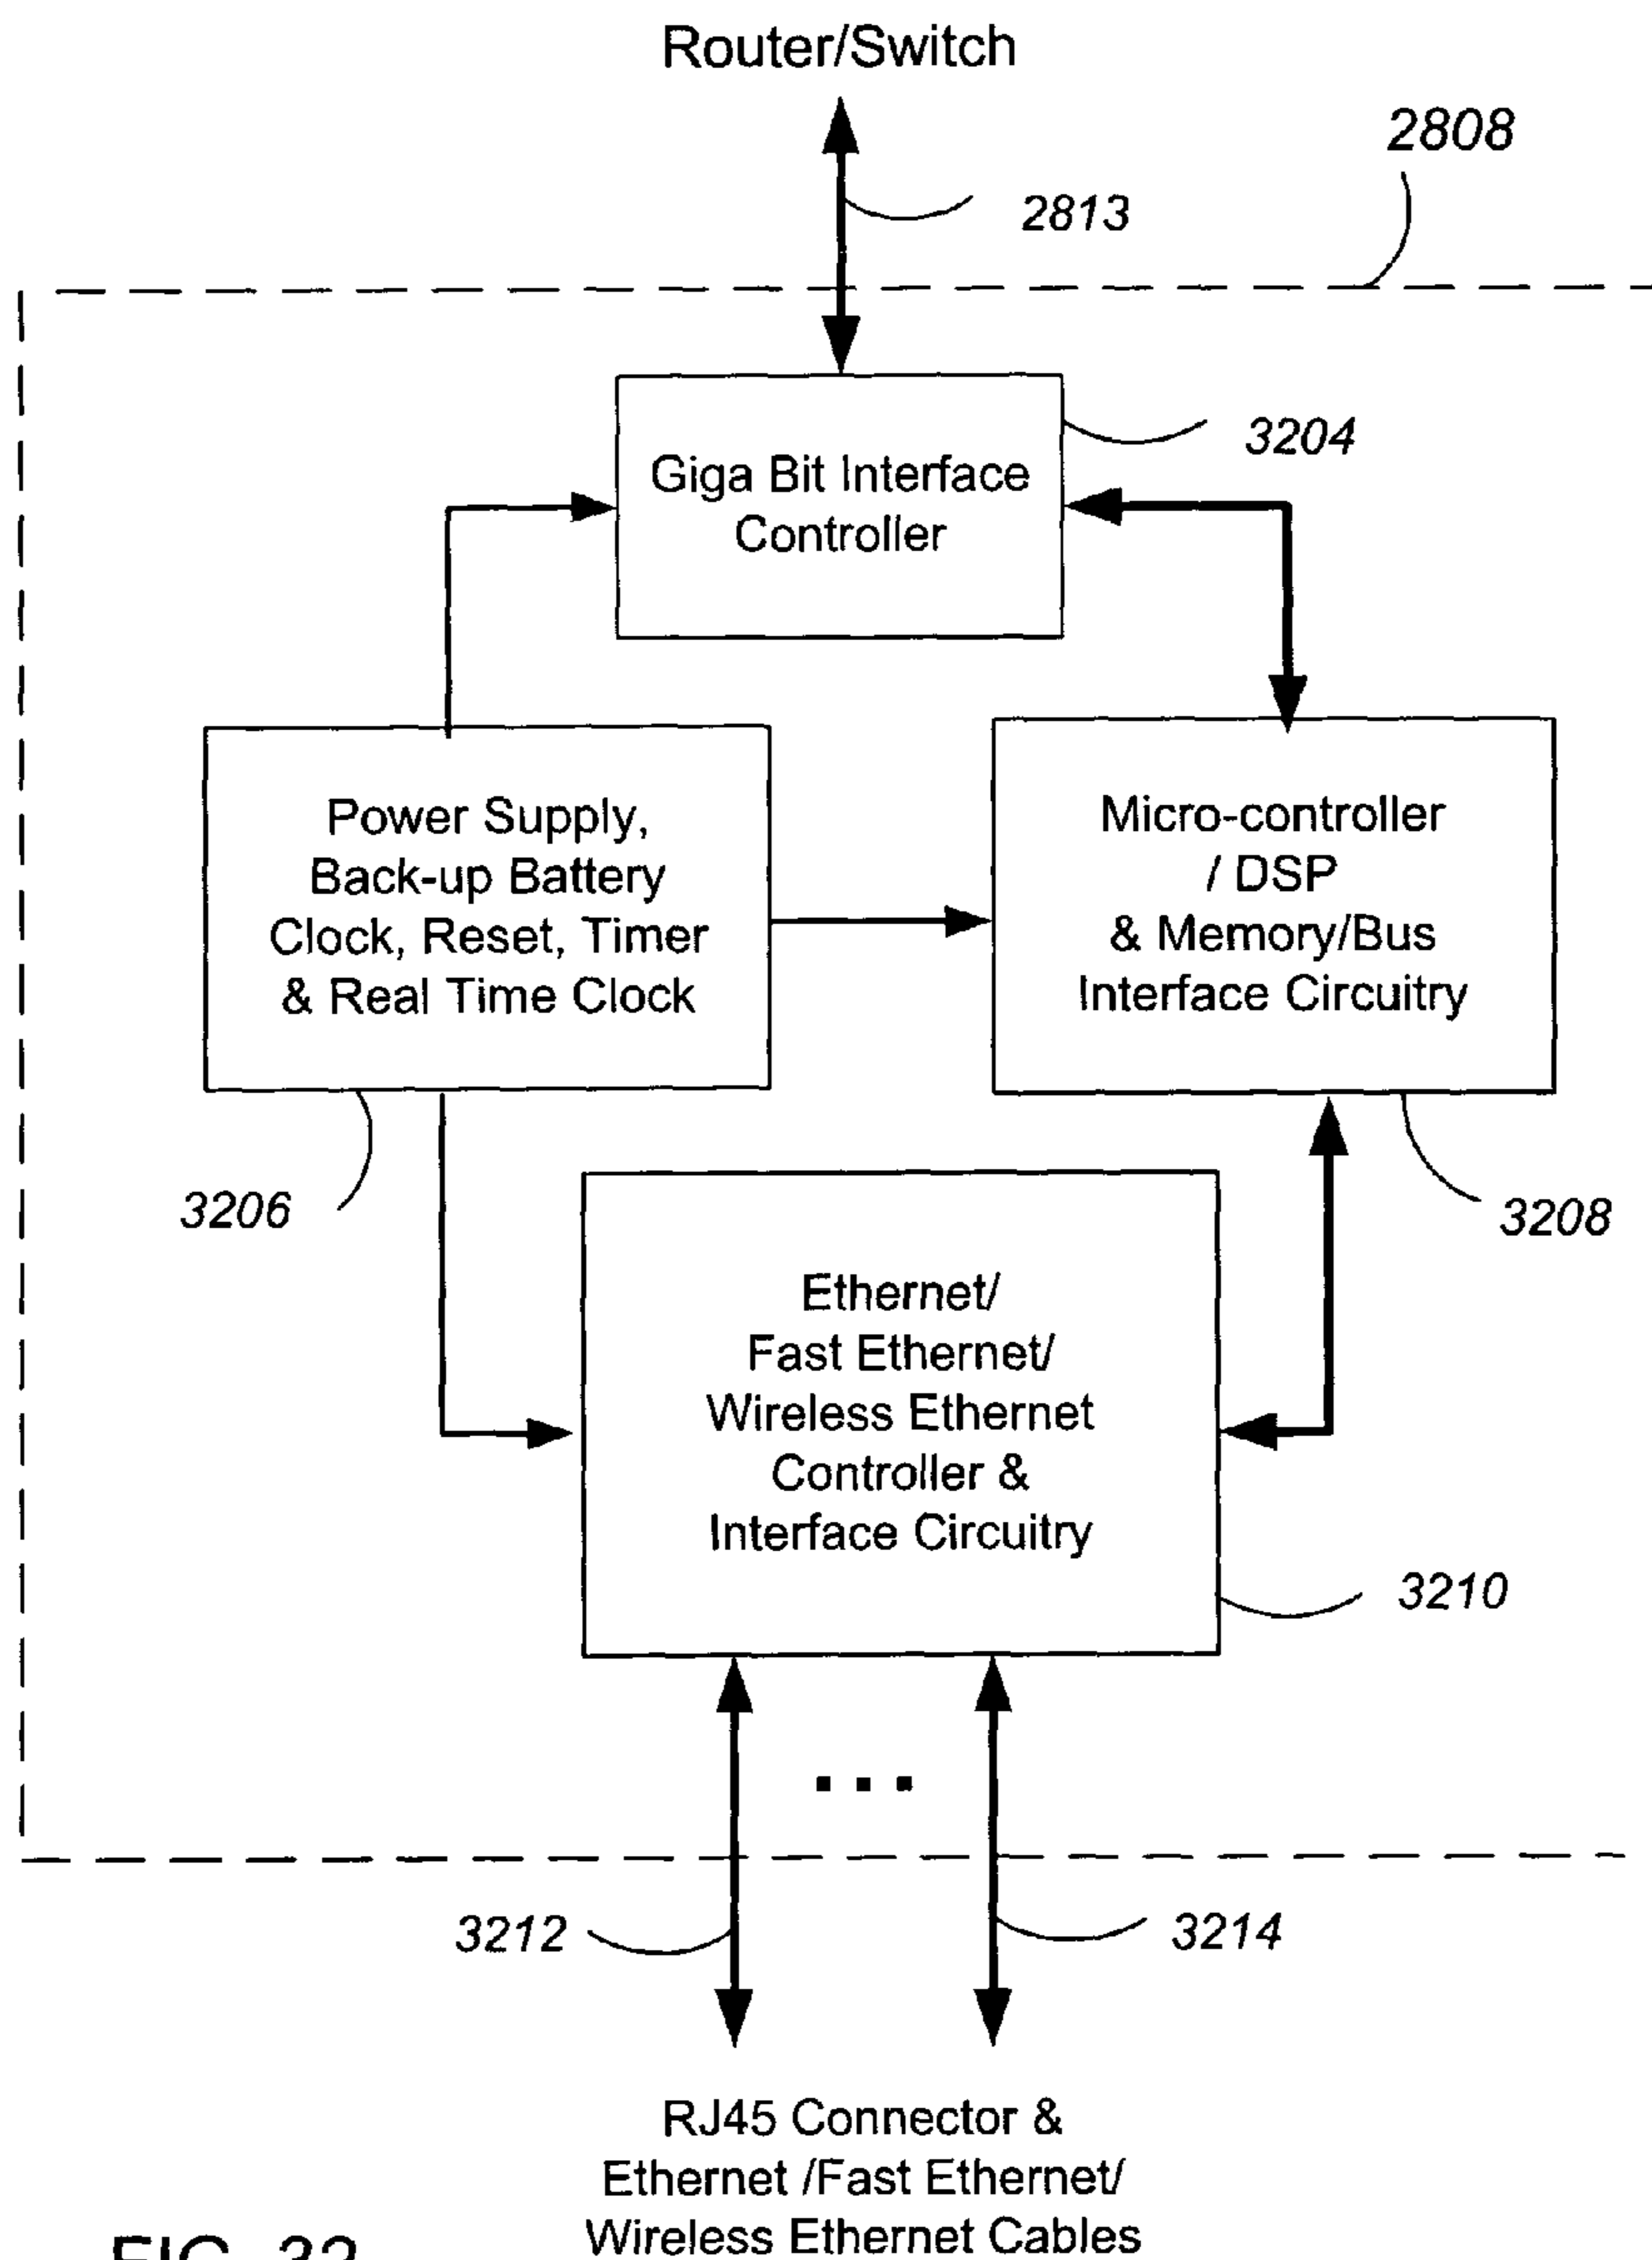 Router/Switch
2808
2813
3204
Giga Bit Interface
Controller
Power Supply,
Back-up Battery
Clock, Reset, Timer
& Real Time Clock
Micro-controller
/ DSP
& Memory/Bus
Interface Circuitry
3206
3208
Ethernet/
Fast Ethernet/
Wireless Ethernet
Controller &
Interface Circuitry
3210
3212
3214
RJ45 Connector &
Ethernet /Fast Ethernet/
Wireless Ethernet Cables
FIG. 32